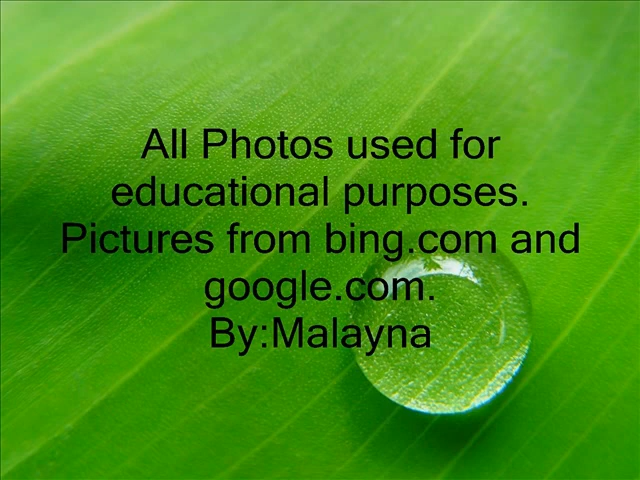 All Photos used for
educational purposes.
Pictures from bing.com and
google.com.
By:Malayna